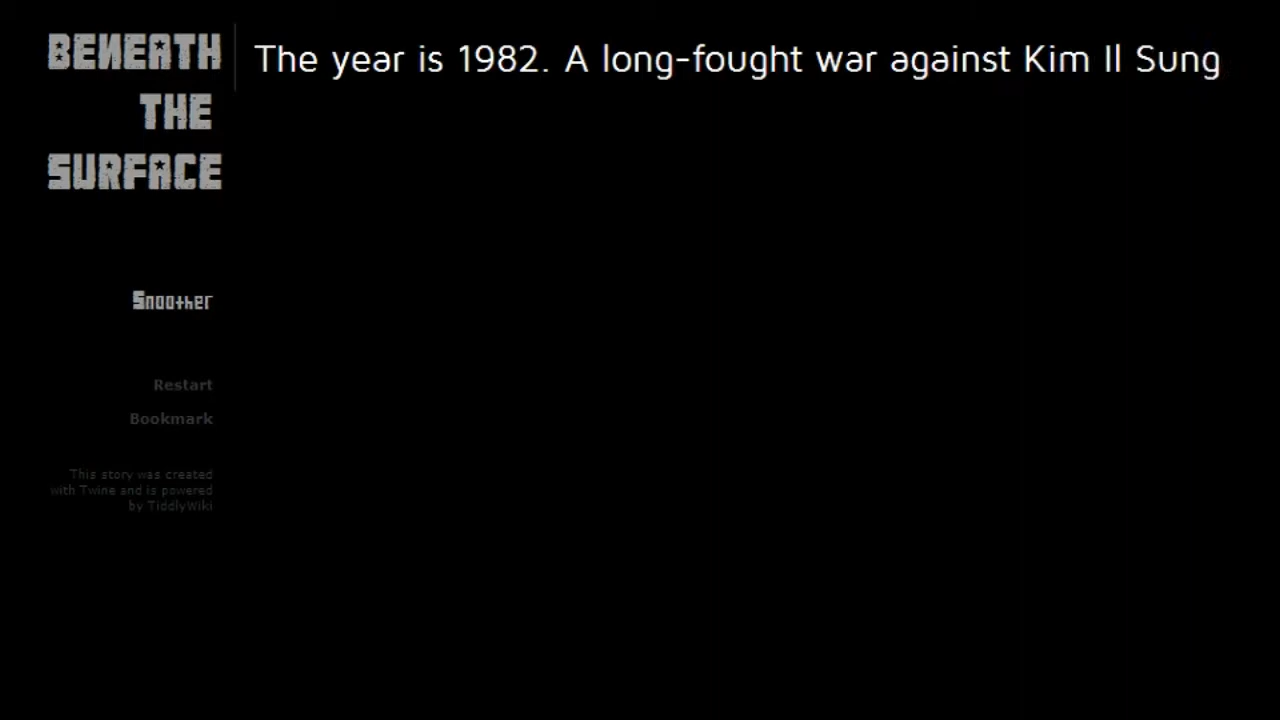 BENEATH
THE
SURFACE
The year is 1982. A long-fought war against Kim Il Sung
Snoother
Restart
Bookmark
This story was created
with Twine and is powered
by TiddlyWiki